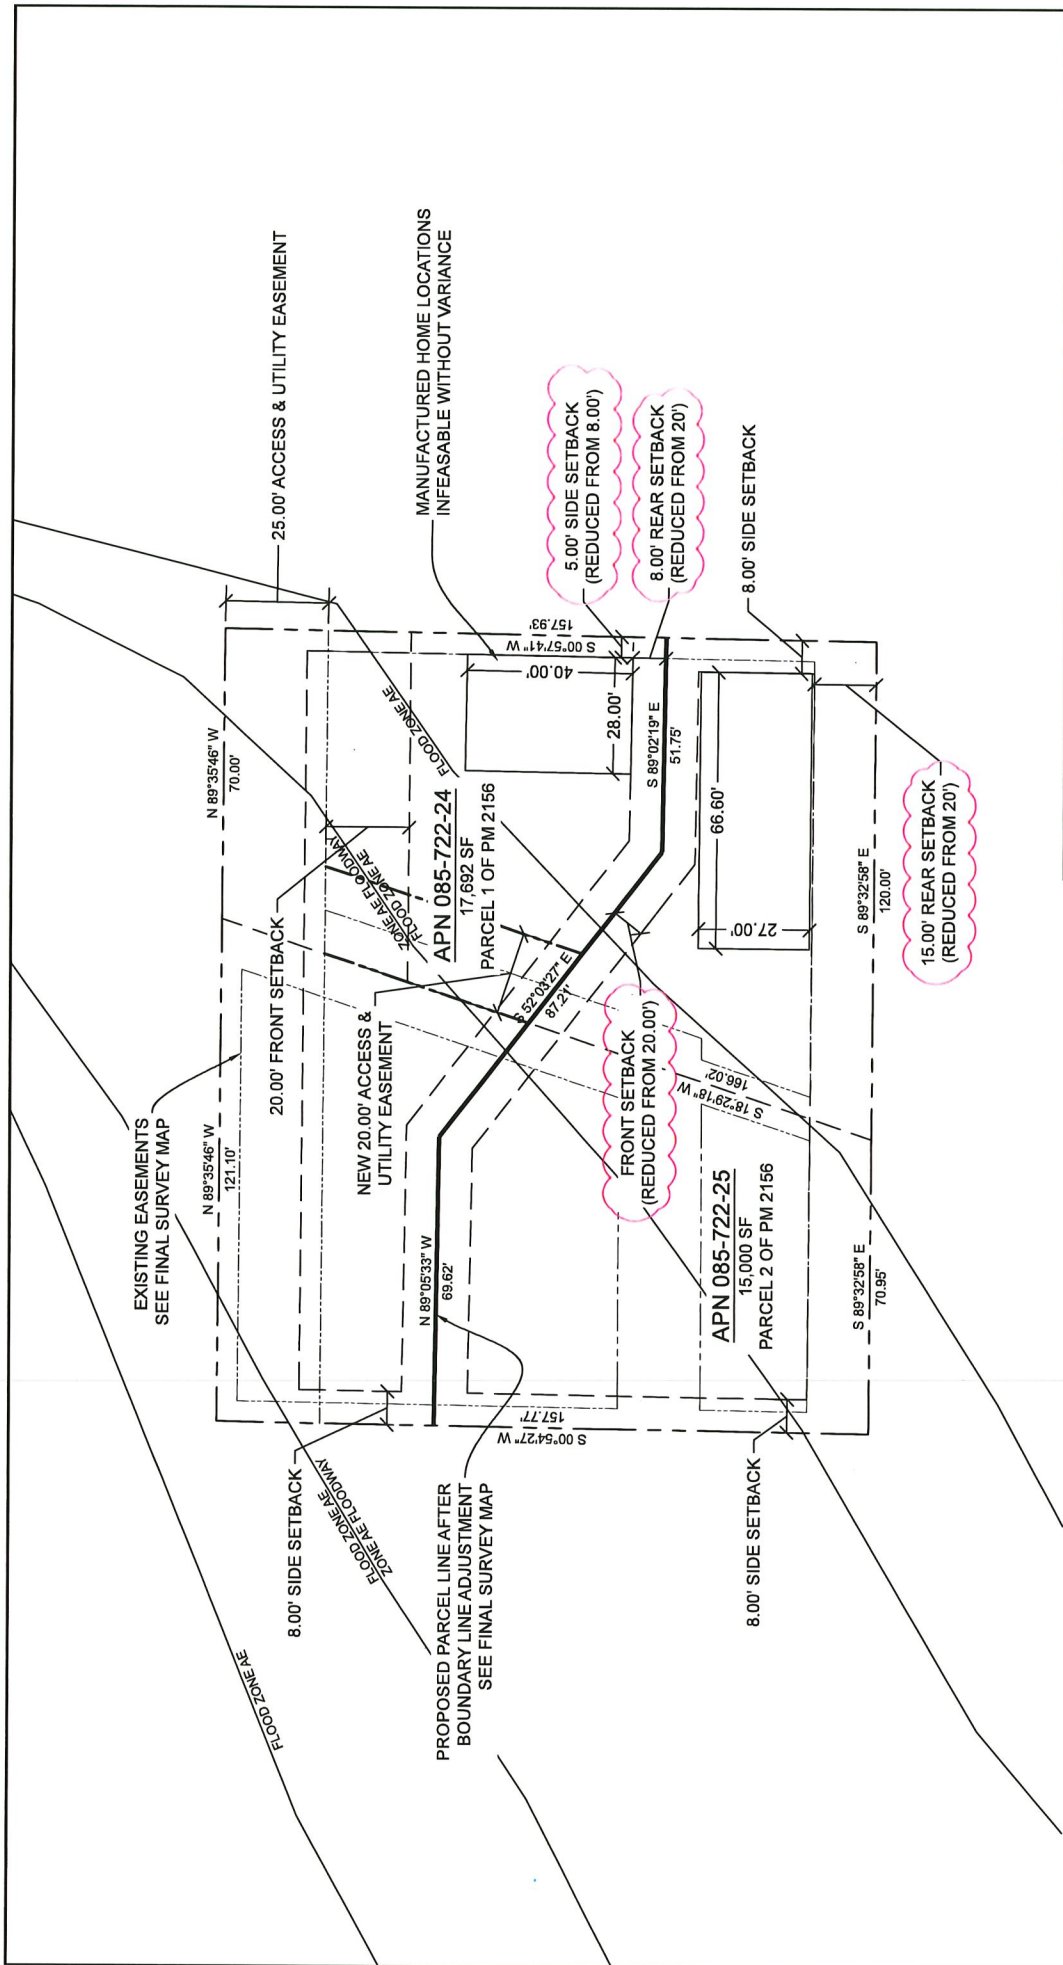 25.00' ACCESS & UTILITY EASEMENT
MANUFACTURED HOME LOCATIONS
INFEASABLE WITHOUT VARIANCE
N 89°35'46" W
70.00'
20.00' FRONT SETBACK
EXISTING EASEMENTS
SEE FINAL SURVEY MAP
N 89°35'46" W
121.10'
FLOOD ZONE AE
ZONE AE FLOODWAY
FLOOD ZONE AE
APN 085-722-24
17,692 SF
PARCEL 1 OF PM 2156
NEW 20.00' ACCESS &
UTILITY EASEMENT
S 00°57'41" W
157.93'
40.00'
28.00'
5.00' SIDE SETBACK
(REDUCED FROM 8.00')
8.00' REAR SETBACK
(REDUCED FROM 20')
8.00' SIDE SETBACK
S 89°02'19" E
51.75'
S 52°03'27" E
87.21'
N 89°05'33" W
69.62'
66.60'
27.00'
FRONT SETBACK
(REDUCED FROM 20.00')
S 18°29'18" W
166.02'
APN 085-722-25
15,000 SF
PARCEL 2 OF PM 2156
S 89°32'58" E
120.00'
15.00' REAR SETBACK
(REDUCED FROM 20')
S 89°32'58" E
70.95'
S 00°54'27" W
157.77'
8.00' SIDE SETBACK
FLOOD ZONE AE
ZONE AE FLOODWAY
PROPOSED PARCEL LINE AFTER
BOUNDARY LINE ADJUSTMENT
SEE FINAL SURVEY MAP
8.00' SIDE SETBACK
FLOOD ZONE AE